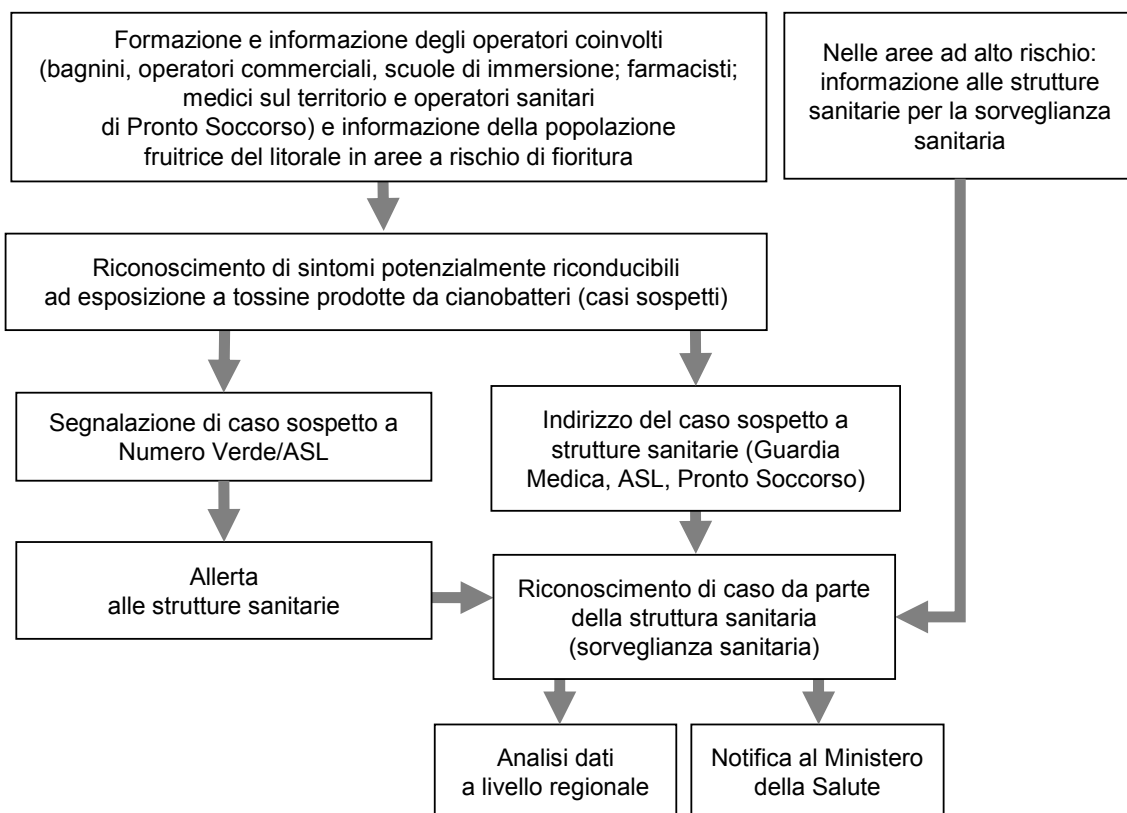 Formazione e informazione degli operatori coinvolti
(bagnini, operatori commerciali, scuole di immersione; farmacisti;
medici sul territorio e operatori sanitari
di Pronto Soccorso) e informazione della popolazione
fruitrice del litorale in aree a rischio di fioritura
Nelle aree ad alto rischio:
informazione alle strutture
sanitarie per la sorveglianza
sanitaria
Riconoscimento di sintomi potenzialmente riconducibili
ad esposizione a tossine prodotte da cianobatteri (casi sospetti)
Segnalazione di caso sospetto a
Numero Verde/ASL
Indirizzo del caso sospetto a
strutture sanitarie (Guardia
Medica, ASL, Pronto Soccorso)
Allerta
alle strutture sanitarie
Riconoscimento di caso da parte
della struttura sanitaria
(sorveglianza sanitaria)
Analisi dati
a livello regionale
Notifica al Ministero
della Salute